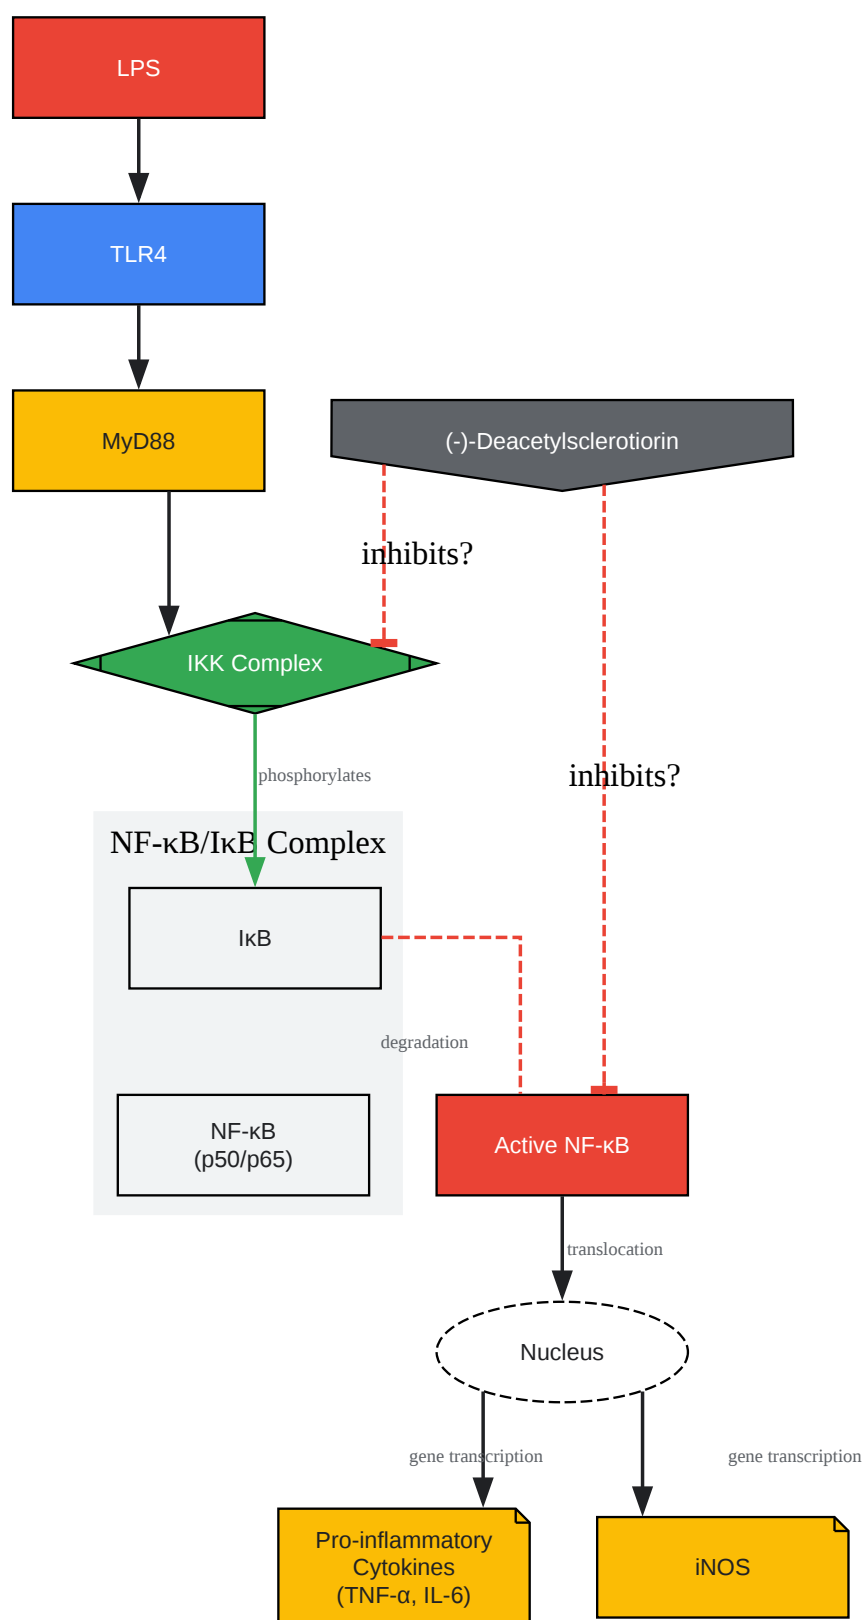 LPS
TLR4
MyD88
(-)-Deacetylsclerotiorin
inhibits?
IKK Complex
phosphorylates
inhibits?
NF-κB/IκB Complex
IκB
degradation
NF-κB
(p50/p65)
Active NF-κB
translocation
Nucleus
gene transcription
gene transcription
Pro-inflammatory
Cytokines
(TNF-α, IL-6)
iNOS